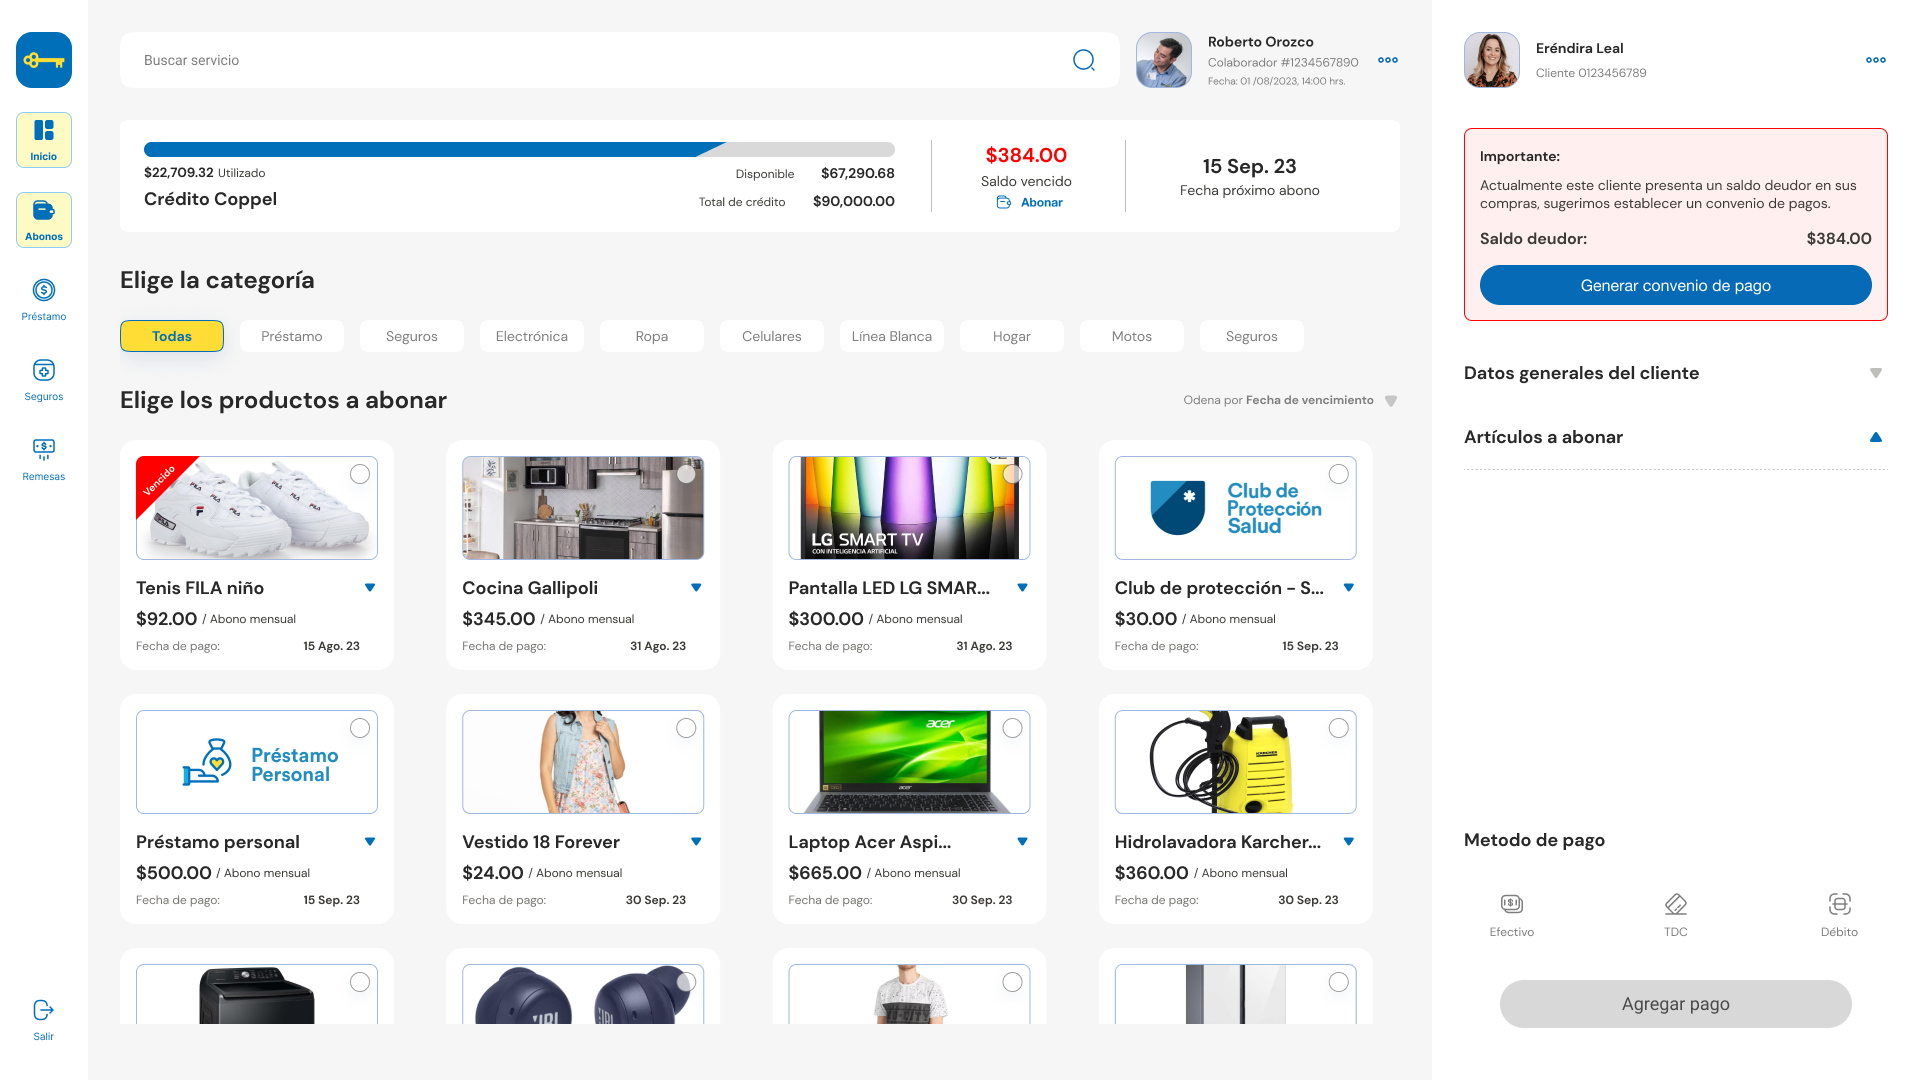 Inicio
Abonos
Préstamo
Seguros
Remesas
Salir
Buscar servicio
Roberto Orozco
Colaborador #1234567890
Fecha: 01 /08/2023, 14:00 hrs.
$22,709.32 Utilizado
Crédito Coppel
Disponible $67,290.68
Total de crédito $90,000.00
$384.00
Saldo vencido
Abonar
15 Sep. 23
Fecha próximo abono
Elige la categoría
Todas Préstamo Seguros Electrónica Ropa Celulares Línea Blanca Hogar Motos Seguros
Elige los productos a abonar
Odena por Fecha de vencimiento
Vencido
FILA
Tenis FILA niño
$92.00 / Abono mensual
Fecha de pago: 15 Ago. 23
Cocina Gallipoli
$345.00 / Abono mensual
Fecha de pago: 31 Ago. 23
LG SMART TV
CON INTELIGENCIA ARTIFICIAL
Pantalla LED LG SMAR...
$300.00 / Abono mensual
Fecha de pago: 31 Ago. 23
Club de
Protección
Salud
Club de protección - S...
$30.00 / Abono mensual
Fecha de pago: 15 Sep. 23
Préstamo
Personal
Préstamo personal
$500.00 / Abono mensual
Fecha de pago: 15 Sep. 23
Vestido 18 Forever
$24.00 / Abono mensual
Fecha de pago: 30 Sep. 23
acer
acer
Laptop Acer Aspi...
$665.00 / Abono mensual
Fecha de pago: 30 Sep. 23
KARCHER
Hidrolavadora Karcher...
$360.00 / Abono mensual
Fecha de pago: 30 Sep. 23
Eréndira Leal
Cliente 0123456789
Importante:
Actualmente este cliente presenta un saldo deudor en sus
compras, sugerimos establecer un convenio de pagos.
Saldo deudor: $384.00
Generar convenio de pago
Datos generales del cliente
Artículos a abonar
Metodo de pago
Efectivo
TDC
Débito
Agregar pago